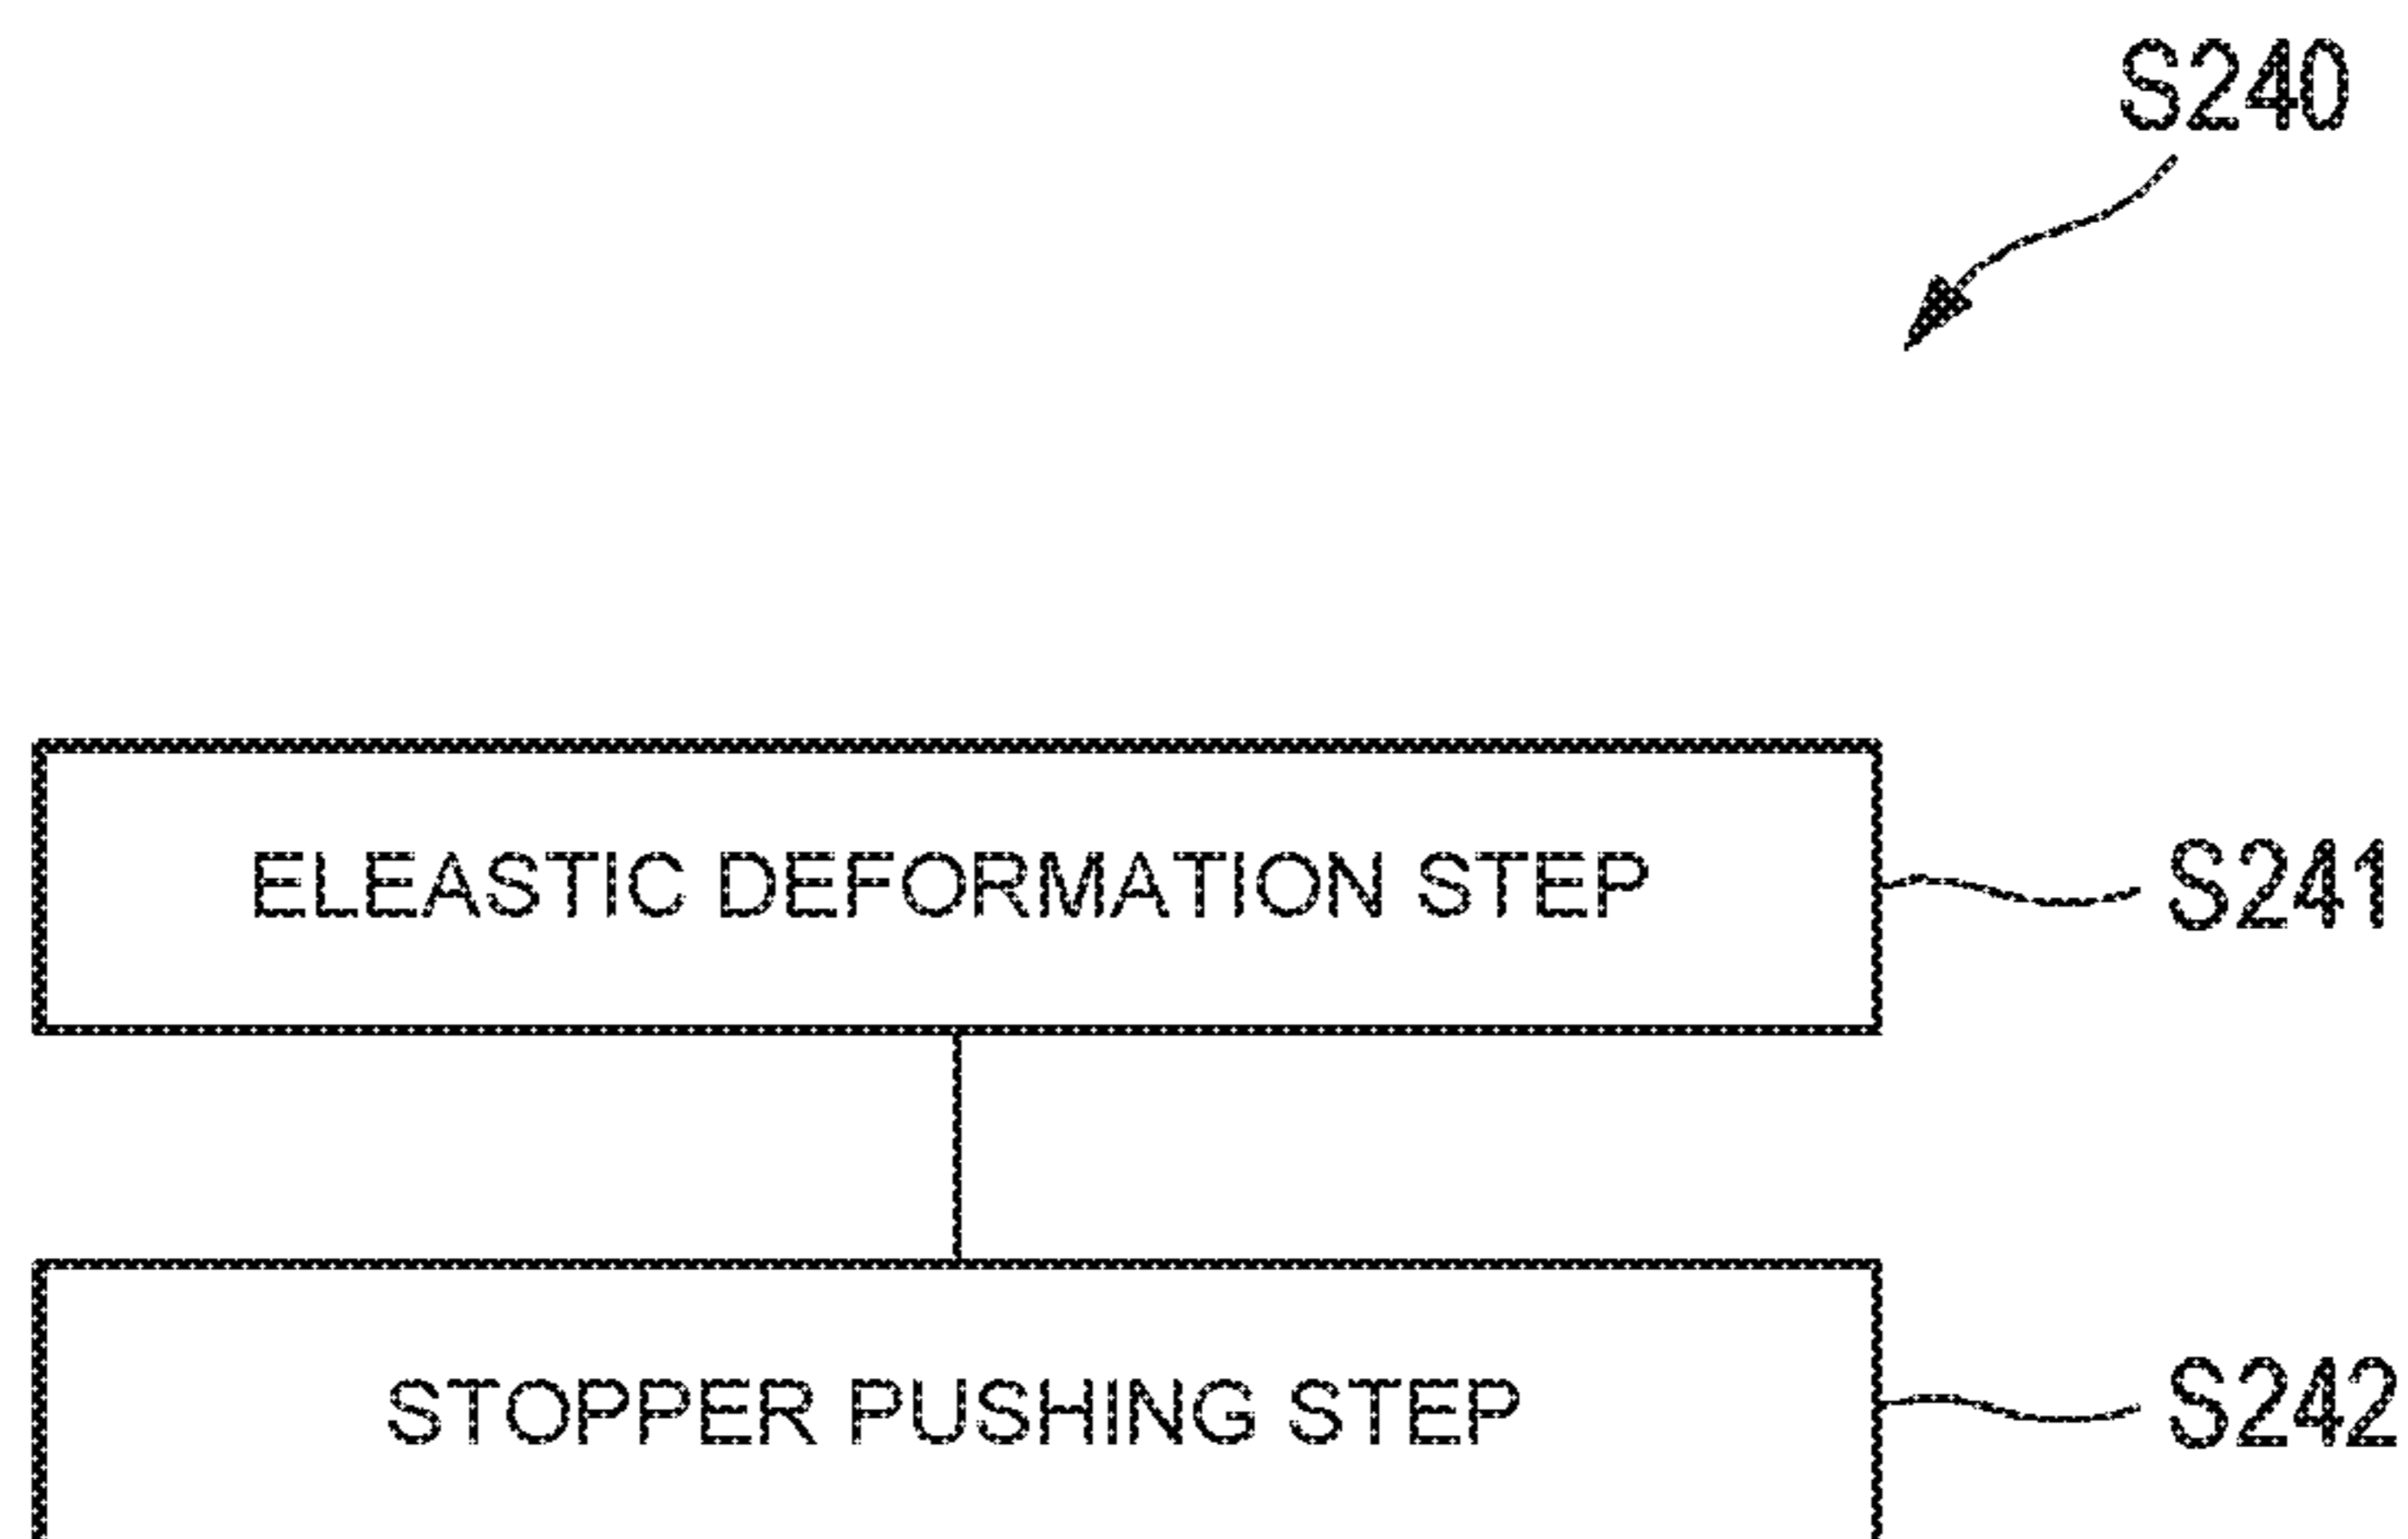 S240
ELEASTIC DEFORMATION STEP
S241
STOPPER PUSHING STEP
S242